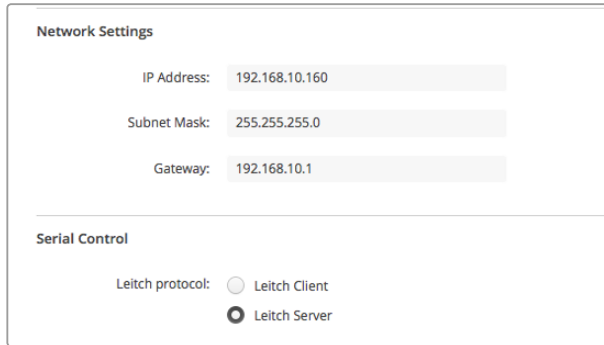 Network Settings
IP Address: 192.168.10.160
Subnet Mask: 255.255.255.0
Gateway: 192.168.10.1
Serial Control
Leitch protocol: Leitch Client
Leitch Server